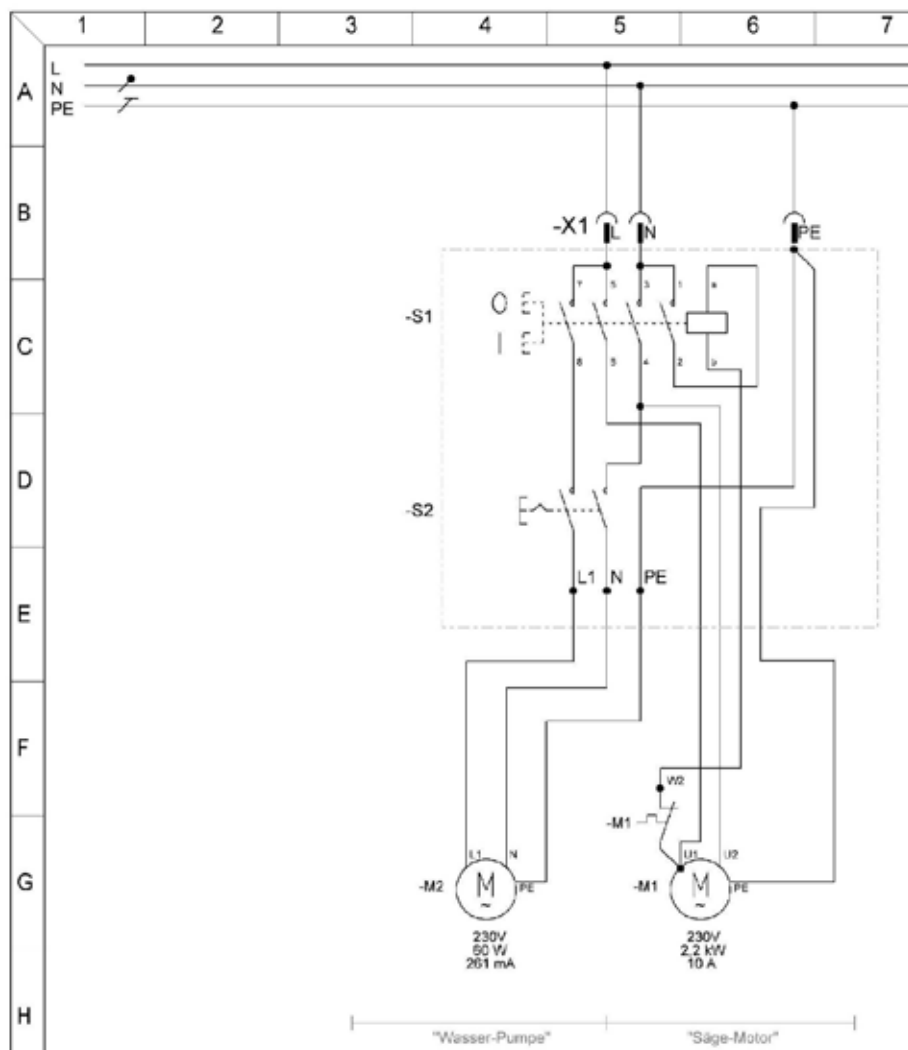 1 2 3 4 5 6 7
A
L
N
PE
B
-X1 L N PE
C
-S1
0
I
7 5 3 1 a
8 6 4 2 b
D
-S2
E
L1 N PE
F
W2
-M1
G
-M2 L1 N PE
M
~
230V
60 W
261 mA
-M1 U1 U2 PE
M
~
230V
2,2 kW
10 A
H
"Wasser-Pumpe" "Säge-Motor"